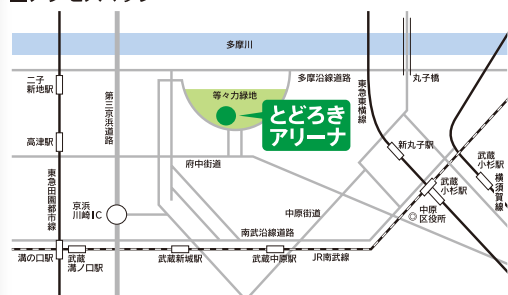 多摩川
二子
新地駅
第三京浜道路
等々力緑地
多摩沿線道路
東急東横線
丸子橋
とどろき
アリーナ
高津駅
新丸子駅
府中街道
武蔵
小杉駅
横須賀線
東急田園都市線
武蔵
小杉駅
京浜
川崎IC
中原街道
中原
区役所
南武沿線道路
溝の口駅
武蔵
溝ノ口駅
武蔵新城駅
武蔵中原駅
JR南武線